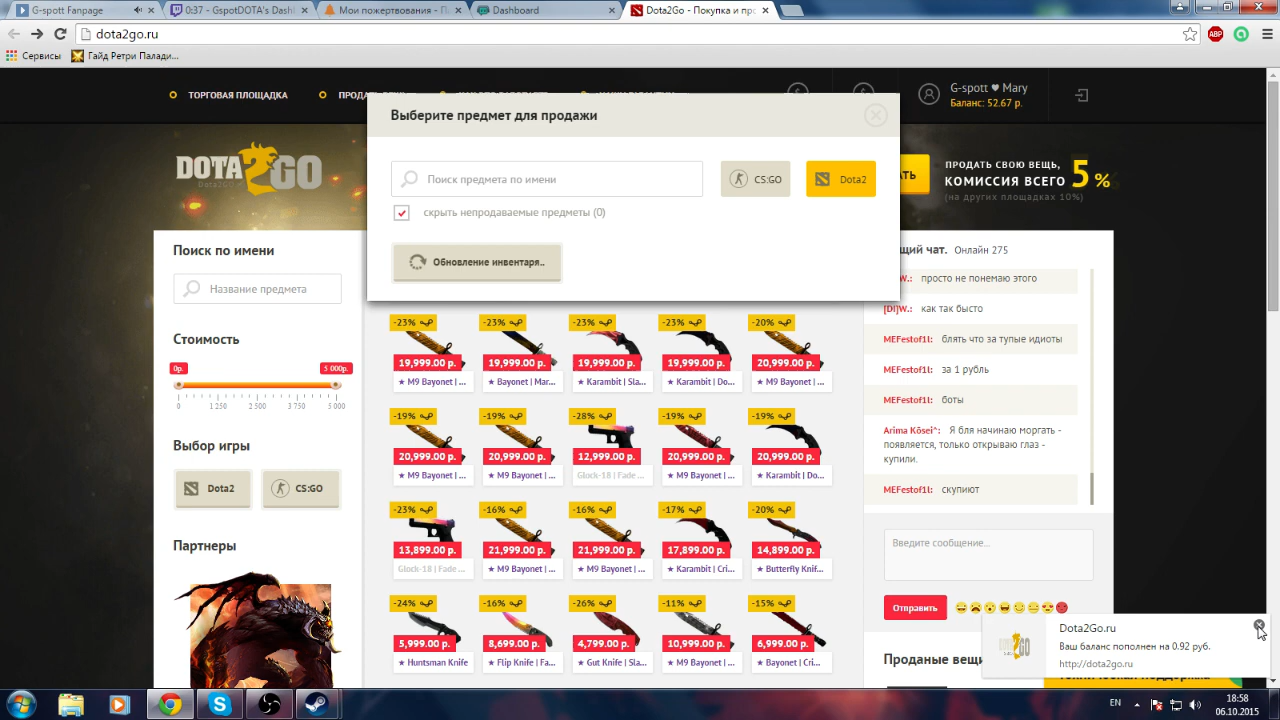 G-spott Fanpage
0:37 - GspotDOTA's Dashl
Мои пожертвования - П
Dashboard
Dota2Go - Покупка и пр
dota2go.ru
ABP
Сервисы
Гайд Ретри Палади...
ТОРГОВАЯ ПЛОЩАДКА
G-spott ♥ Mary
Баланс: 52.67 р.
Выберите предмет для продажи
Поиск предмета по имени
CS:GO
Dota2
скрыть непродаваемые предметы (0)
Обновление инвентаря..
DOTA2GO
Dota2GO
ПРОДАТЬ СВОЮ ВЕЩЬ,
КОМИССИЯ ВСЕГО 5 %
(на других площадках 10%)
Поиск по имени
Название предмета
Стоимость
0р.
5 000р.
0
1 250
2 500
3 750
5 000
Выбор игры
Dota2
CS:GO
Партнеры
-23%
-23%
-23%
-23%
-20%
19,999.00 р.
19,999.00 р.
19,999.00 р.
19,999.00 р.
20,999.00 р.
★ M9 Bayonet | ...
★ Bayonet | Mar...
★ Karambit | Sla...
★ Karambit | Do...
★ M9 Bayonet | ...
-19%
-19%
-28%
-19%
-19%
20,999.00 р.
20,999.00 р.
12,999.00 р.
20,999.00 р.
20,999.00 р.
★ M9 Bayonet | ...
★ M9 Bayonet | ...
Glock-18 | Fade ...
★ M9 Bayonet | ...
★ Karambit | Do...
-23%
-16%
-16%
-17%
-20%
13,899.00 р.
21,999.00 р.
21,999.00 р.
17,899.00 р.
14,899.00 р.
Glock-18 | Fade ...
★ M9 Bayonet | ...
★ M9 Bayonet | ...
★ Karambit | Cri...
★ Butterfly Knif...
-24%
-16%
-26%
-11%
-15%
5,999.00 р.
8,699.00 р.
4,799.00 р.
10,999.00 р.
6,999.00 р.
★ Huntsman Knife
★ Flip Knife | Fa...
★ Gut Knife | Sla...
★ M9 Bayonet | ...
★ Bayonet | Cri...
щий чат. Онлайн 275
]W.: просто не понемаю этого
[DI]W.: как так бысто
MEFestof1l: блять что за тупые идиоты
MEFestof1l: за 1 рубль
MEFestof1l: боты
Arima Kōsei^: Я бля начинаю моргать -
появляется, только открываю глаз -
купили.
MEFestof1l: скупиют
Введите сообщение...
Отправить
Проданые вещи
Dota2Go.ru
Ваш баланс пополнен на 0.92 руб.
http://dota2go.ru
EN
18:58
06.10.2015